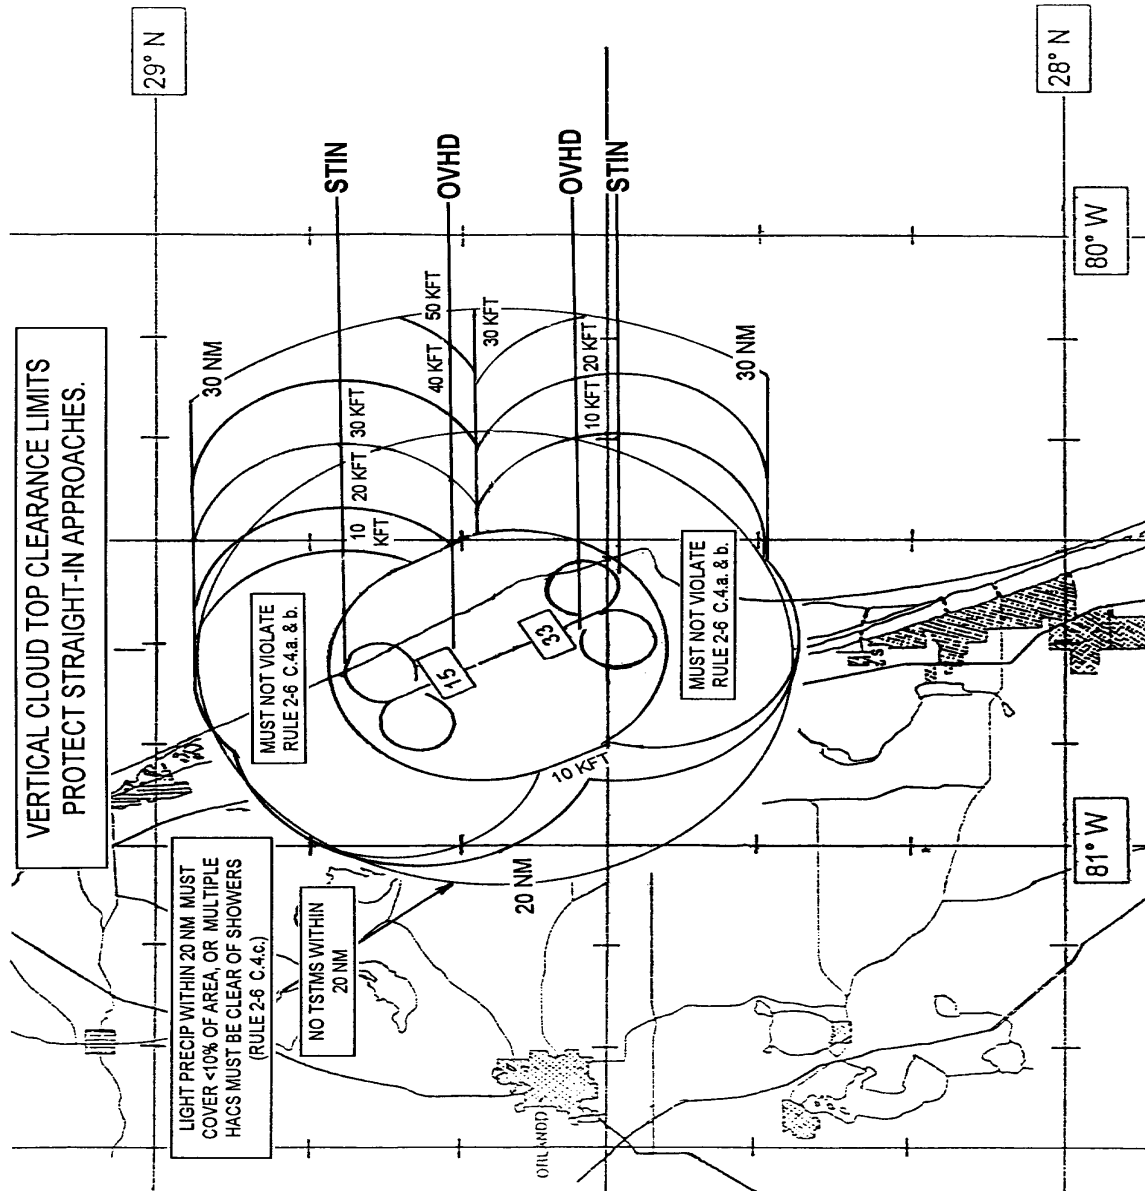 VERTICAL CLOUD TOP CLEARANCE LIMITS
PROTECT STRAIGHT-IN APPROACHES.
LIGHT PRECIP WITHIN 20 NM MUST
COVER <10% OF AREA, OR MULTIPLE
HACS MUST BE CLEAR OF SHOWERS
(RULE 2-6 C.4.c.)
NO TSTMS WITHIN
20 NM
MUST NOT VIOLATE
RULE 2-6 C.4.a. & b.
MUST NOT VIOLATE
RULE 2-6 C.4.a. & b.
29° N
28° N
80° W
81° W
STIN
OVHD
OVHD
STIN
30 NM
30 NM
20 NM
10
KFT
20 KFT
30 KFT
40 KFT
50 KFT
30 KFT
20 KFT
10 KFT
10 KFT
15
33
ORLANDO